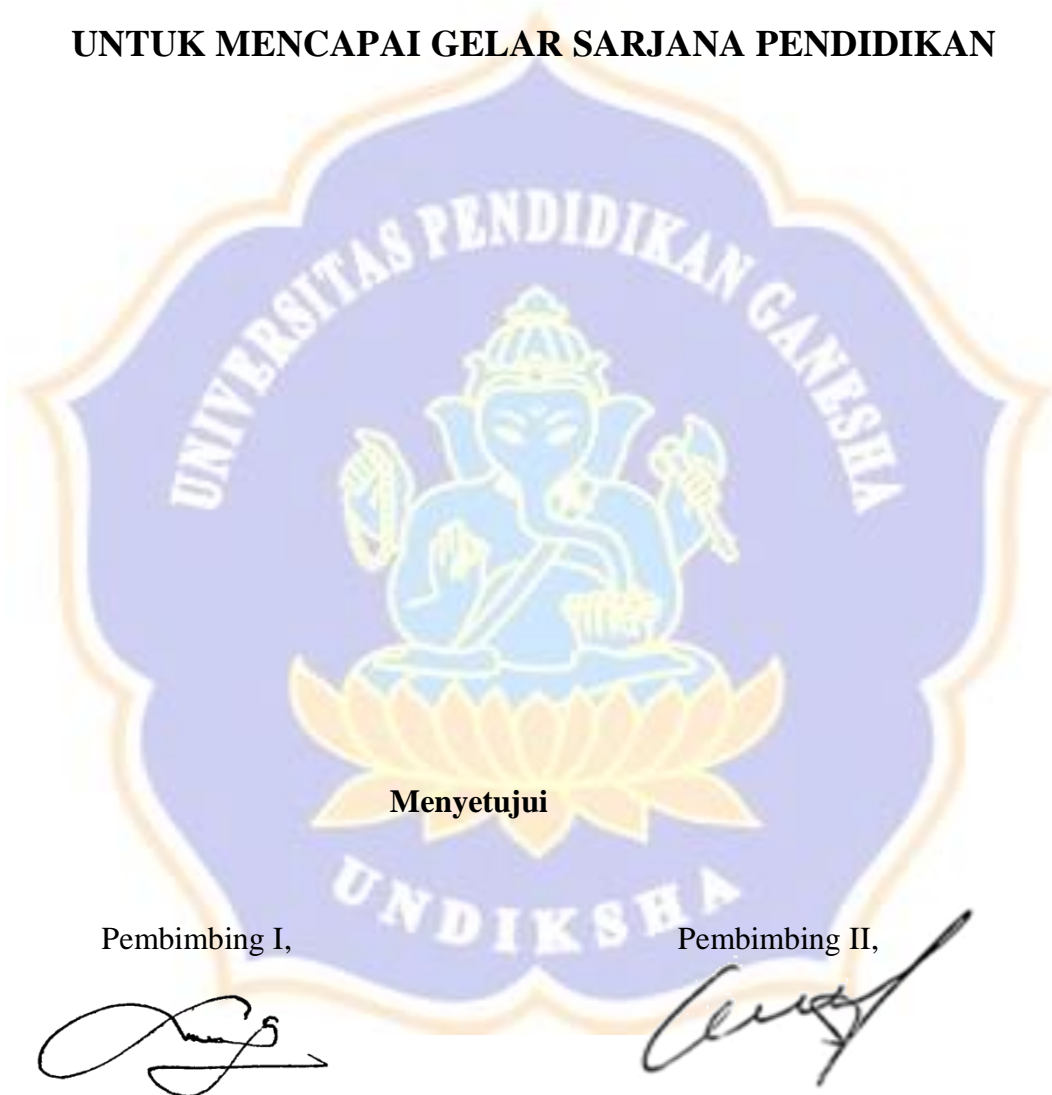 UNTUK MENCAPAI GELAR SARJANA PENDIDIKAN
UNIVERSITAS PENDIDIKAN GANESHA
Menyetujui
UNDIKSHA
Pembimbing I,
Pembimbing II,